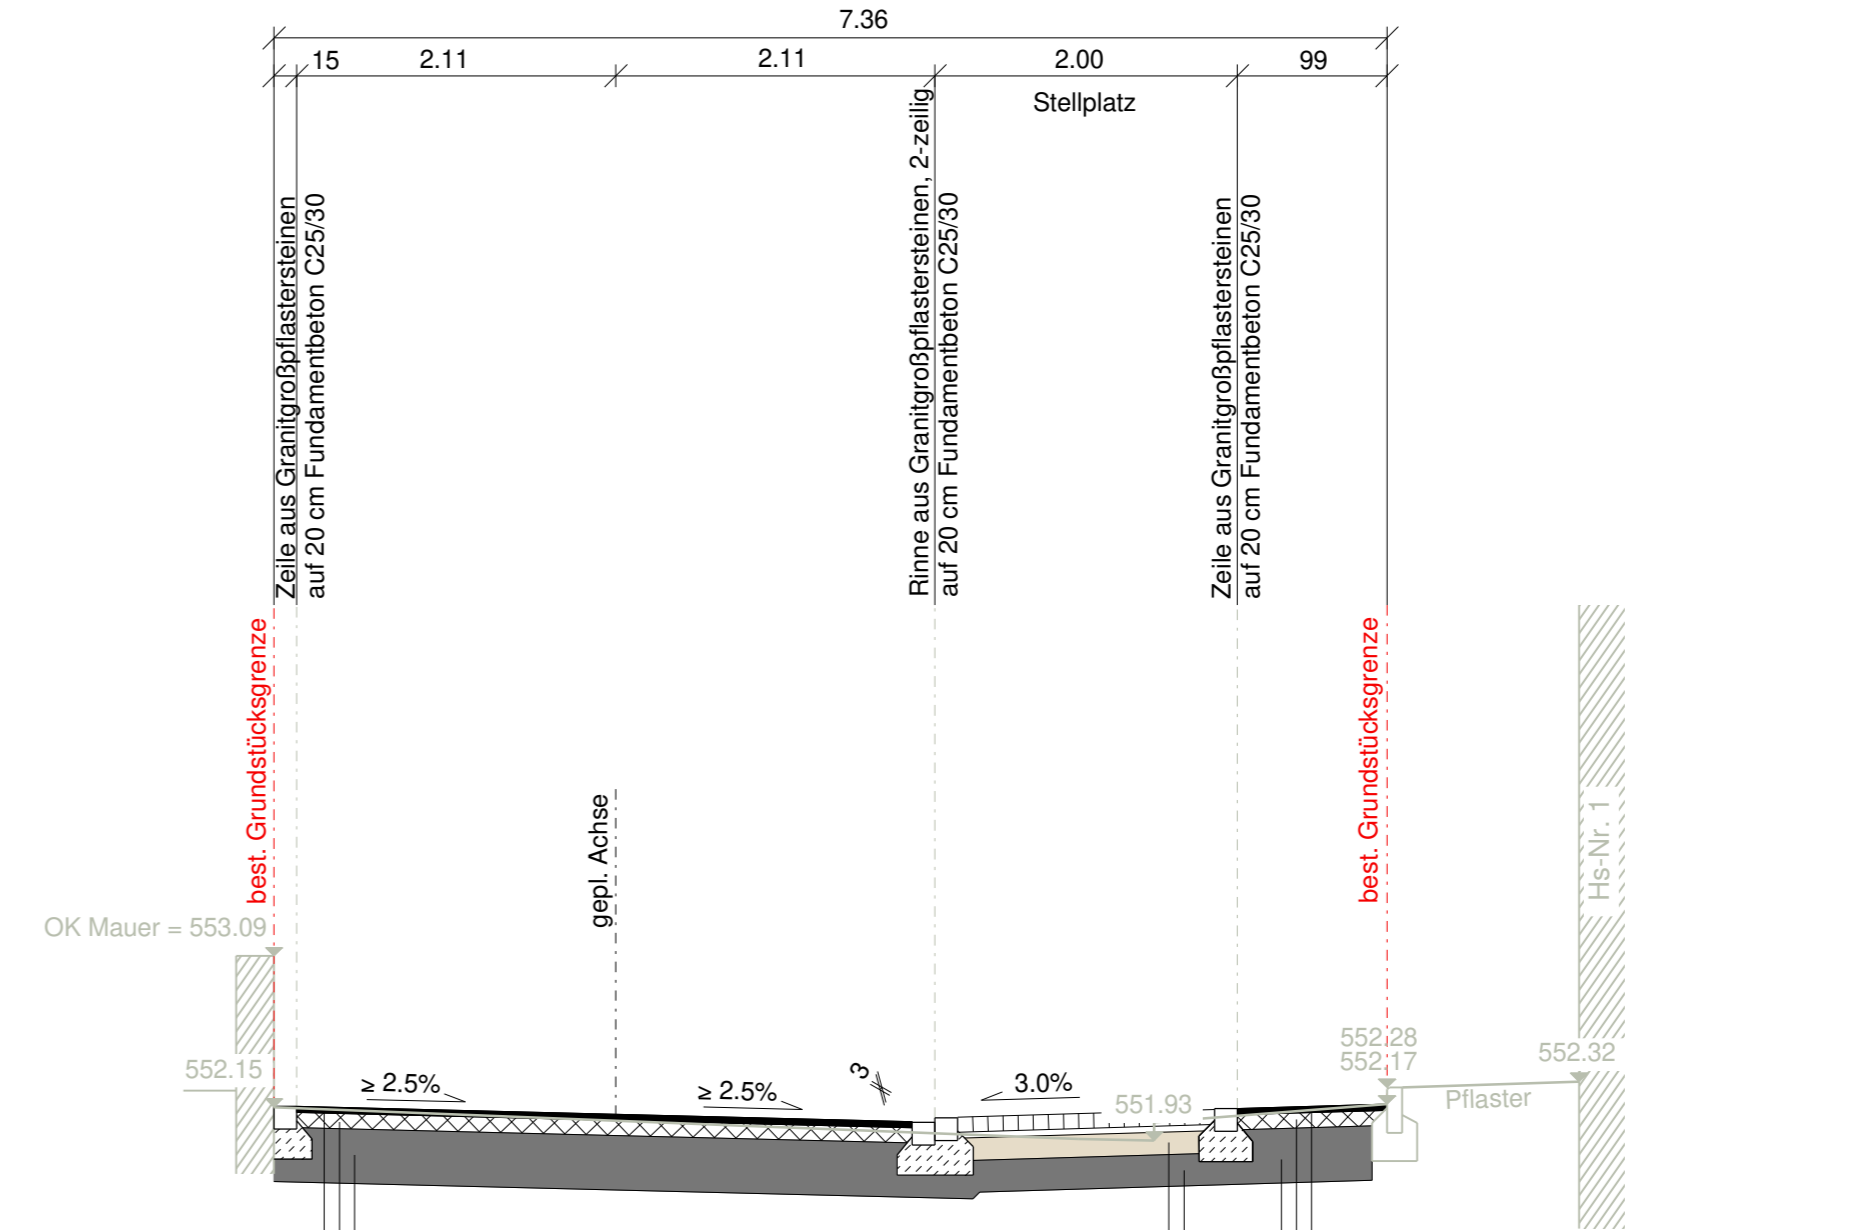 7.36
15
2.11
2.11
2.00
99
Stellplatz
Zeile aus Granitgroßpflastersteinen
auf 20 cm Fundamentbeton C25/30
Rinne aus Granitgroßpflastersteinen, 2-zeilig
auf 20 cm Fundamentbeton C25/30
Zeile aus Granitgroßpflastersteinen
auf 20 cm Fundamentbeton C25/30
best. Grundstücksgrenze
best. Grundstücksgrenze
gepl. Achse
Hs-Nr. 1
OK Mauer = 553.09
552.15
≥ 2.5%
≥ 2.5%
3
3.0%
551.93
552.28
552.17
552.32
Pflaster